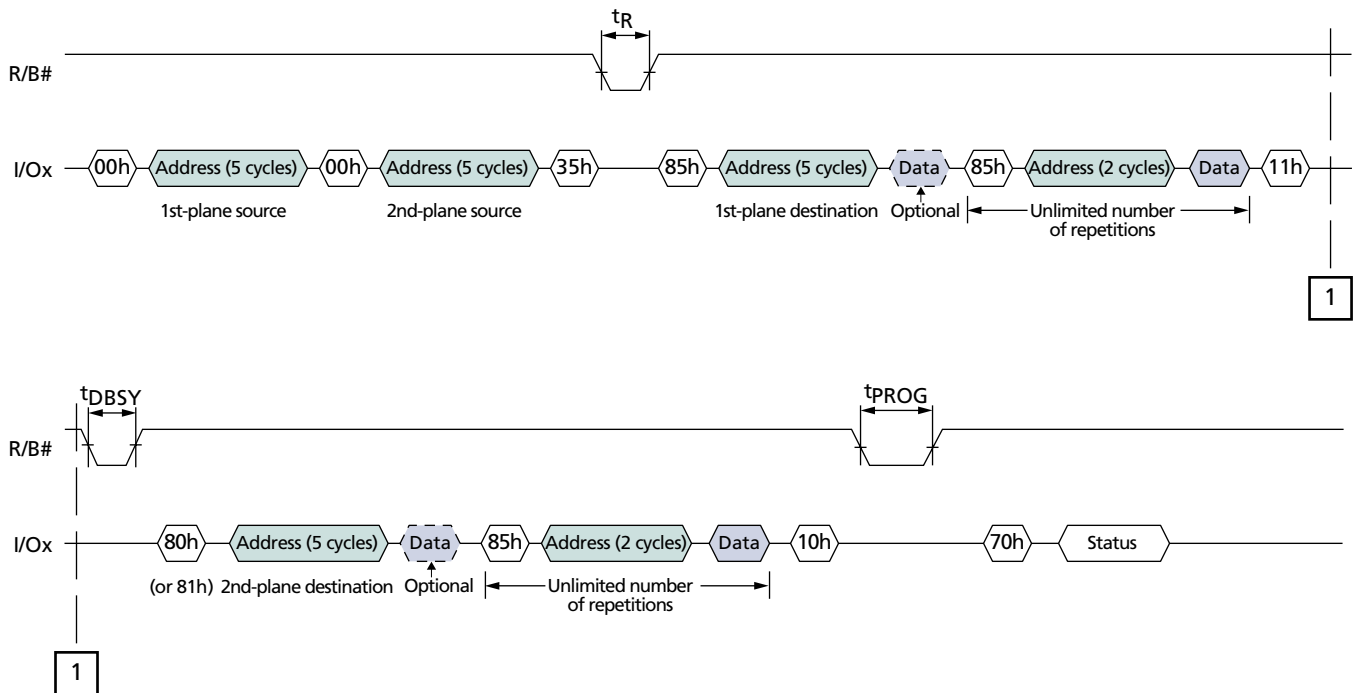 tR
R/B#
I/Ox 00h Address (5 cycles) 00h Address (5 cycles) 35h 85h Address (5 cycles) Data 85h Address (2 cycles) Data 11h
1st-plane source 2nd-plane source 1st-plane destination Optional Unlimited number
of repetitions
1
tDBSY tPROG
R/B#
I/Ox 80h Address (5 cycles) Data 85h Address (2 cycles) Data 10h 70h Status
(or 81h) 2nd-plane destination Optional Unlimited number
of repetitions
1